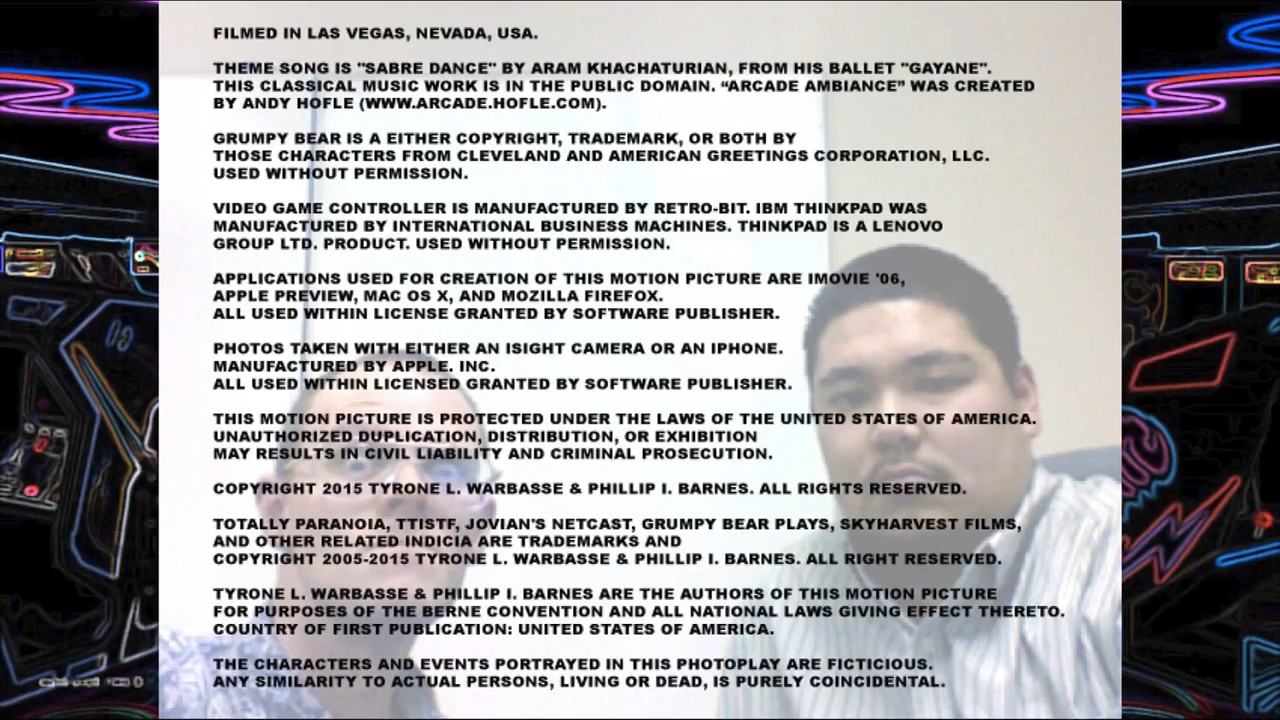 FILMED IN LAS VEGAS, NEVADA, USA.
THEME SONG IS "SABRE DANCE" BY ARAM KHACHATURIAN, FROM HIS BALLET "GAYANE".
THIS CLASSICAL MUSIC WORK IS IN THE PUBLIC DOMAIN. “ARCADE AMBIANCE” WAS CREATED
BY ANDY HOFLE (WWW.ARCADE.HOFLE.COM).
GRUMPY BEAR IS A EITHER COPYRIGHT, TRADEMARK, OR BOTH BY
THOSE CHARACTERS FROM CLEVELAND AND AMERICAN GREETINGS CORPORATION, LLC.
USED WITHOUT PERMISSION.
VIDEO GAME CONTROLLER IS MANUFACTURED BY RETRO-BIT. IBM THINKPAD WAS
MANUFACTURED BY INTERNATIONAL BUSINESS MACHINES. THINKPAD IS A LENOVO
GROUP LTD. PRODUCT. USED WITHOUT PERMISSION.
APPLICATIONS USED FOR CREATION OF THIS MOTION PICTURE ARE IMOVIE '06,
APPLE PREVIEW, MAC OS X, AND MOZILLA FIREFOX.
ALL USED WITHIN LICENSE GRANTED BY SOFTWARE PUBLISHER.
PHOTOS TAKEN WITH EITHER AN ISIGHT CAMERA OR AN IPHONE.
MANUFACTURED BY APPLE. INC.
ALL USED WITHIN LICENSED GRANTED BY SOFTWARE PUBLISHER.
THIS MOTION PICTURE IS PROTECTED UNDER THE LAWS OF THE UNITED STATES OF AMERICA.
UNAUTHORIZED DUPLICATION, DISTRIBUTION, OR EXHIBITION
MAY RESULTS IN CIVIL LIABILITY AND CRIMINAL PROSECUTION.
COPYRIGHT 2015 TYRONE L. WARBASSE & PHILLIP I. BARNES. ALL RIGHTS RESERVED.
TOTALLY PARANOIA, TTISTF, JOVIAN'S NETCAST, GRUMPY BEAR PLAYS, SKYHARVEST FILMS,
AND OTHER RELATED INDICIA ARE TRADEMARKS AND
COPYRIGHT 2005-2015 TYRONE L. WARBASSE & PHILLIP I. BARNES. ALL RIGHT RESERVED.
TYRONE L. WARBASSE & PHILLIP I. BARNES ARE THE AUTHORS OF THIS MOTION PICTURE
FOR PURPOSES OF THE BERNE CONVENTION AND ALL NATIONAL LAWS GIVING EFFECT THERETO.
COUNTRY OF FIRST PUBLICATION: UNITED STATES OF AMERICA.
THE CHARACTERS AND EVENTS PORTRAYED IN THIS PHOTOPLAY ARE FICTICIOUS.
ANY SIMILARITY TO ACTUAL PERSONS, LIVING OR DEAD, IS PURELY COINCIDENTAL.